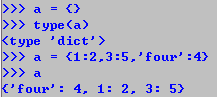 >>> a = {}
>>> type(a)
<type 'dict'>
>>> a = {1:2,3:5,'four':4}
>>> a
{'four': 4, 1: 2, 3: 5}